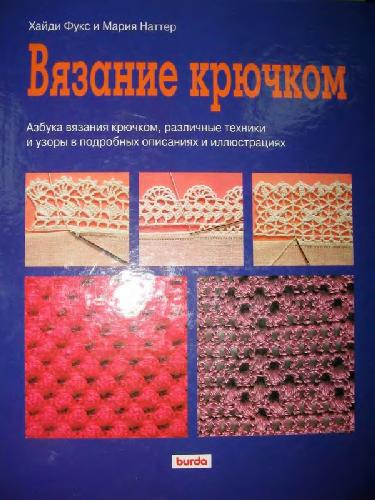 Хайди Фукс и Мария Наттер
Вязание крючком
Азбука вязания крючком, различные техники
и узоры в подробных описаниях и иллюстрациях
burda